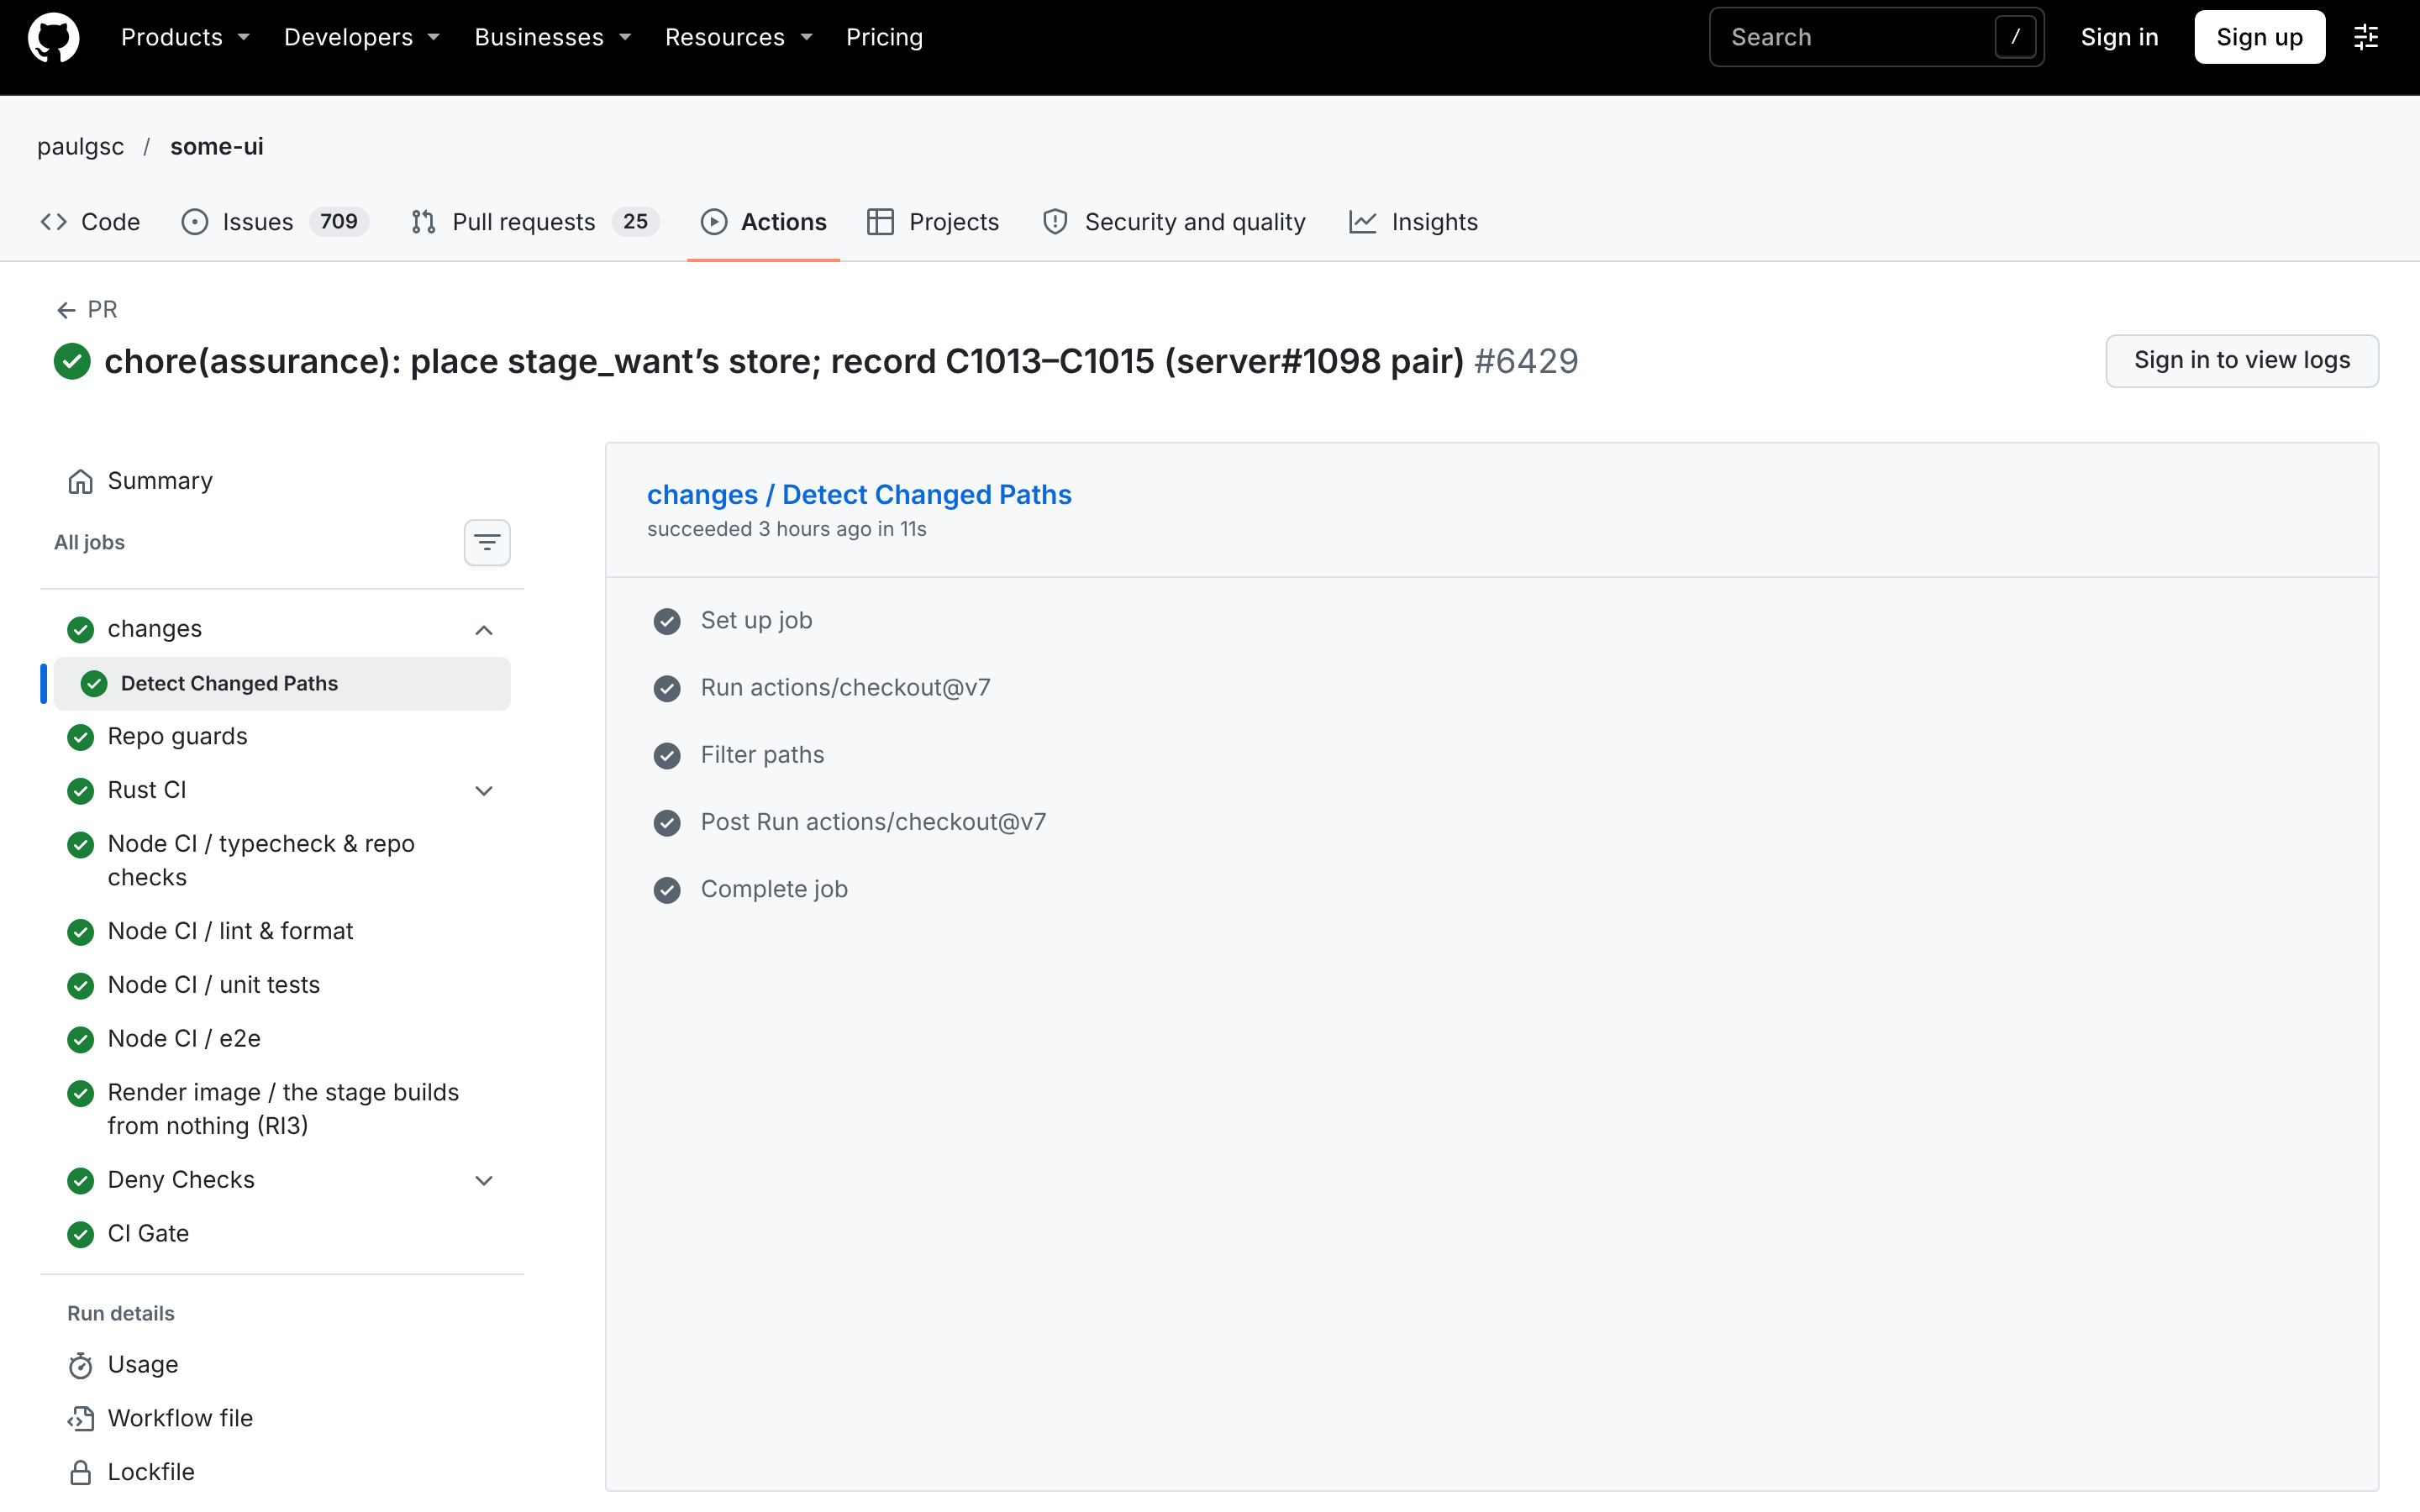 Products Developers Businesses Resources Pricing Search / Sign in Sign up
paulgsc / some-ui
Code Issues 709 Pull requests 25 Actions Projects Security and quality Insights
← PR
chore(assurance): place stage_want’s store; record C1013–C1015 (server#1098 pair) #6429
Sign in to view logs
Summary
All jobs
changes
Detect Changed Paths
Repo guards
Rust CI
Node CI / typecheck & repo
checks
Node CI / lint & format
Node CI / unit tests
Node CI / e2e
Render image / the stage builds
from nothing (RI3)
Deny Checks
CI Gate
Run details
Usage
Workflow file
Lockfile
changes / Detect Changed Paths
succeeded 3 hours ago in 11s
Set up job
Run actions/checkout@v7
Filter paths
Post Run actions/checkout@v7
Complete job